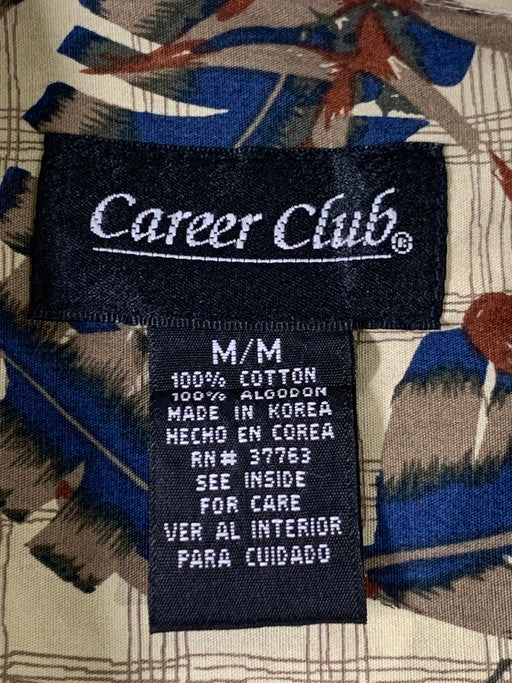 Career Club®
M/M
100% COTTON
100% ALGODON
MADE IN KOREA
HECHO EN COREA
RN# 37763
SEE INSIDE
FOR CARE
VER AL INTERIOR
PARA CUIDADO